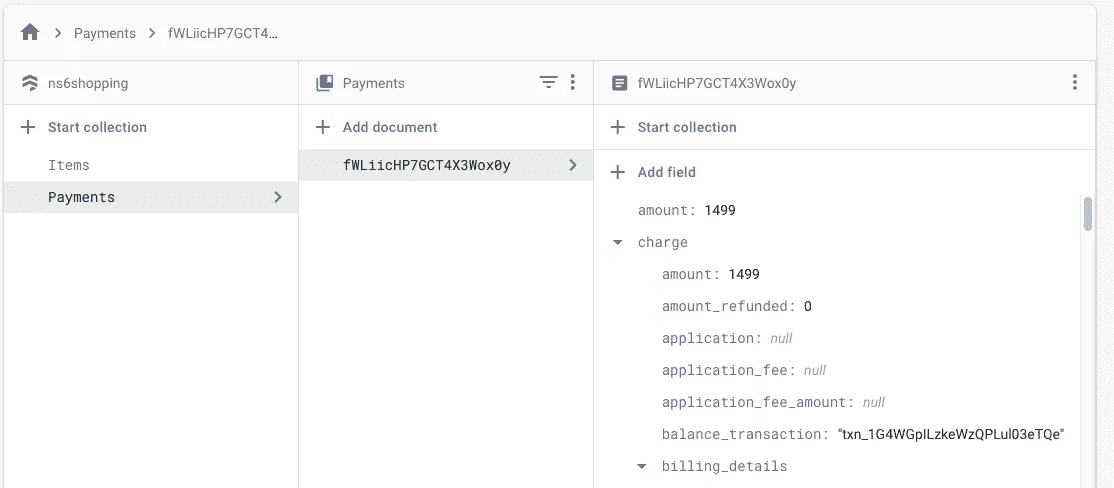 Payments fWLiicHP7GCT4…
ns6shopping
Start collection
Items
Payments
Payments
Add document
fWLiicHP7GCT4X3Wox0y
fWLiicHP7GCT4X3Wox0y
Start collection
Add field
amount: 1499
charge
amount: 1499
amount_refunded: 0
application: null
application_fee: null
application_fee_amount: null
balance_transaction: "txn_1G4WGpILzkeWzQPLul03eTQe"
billing_details